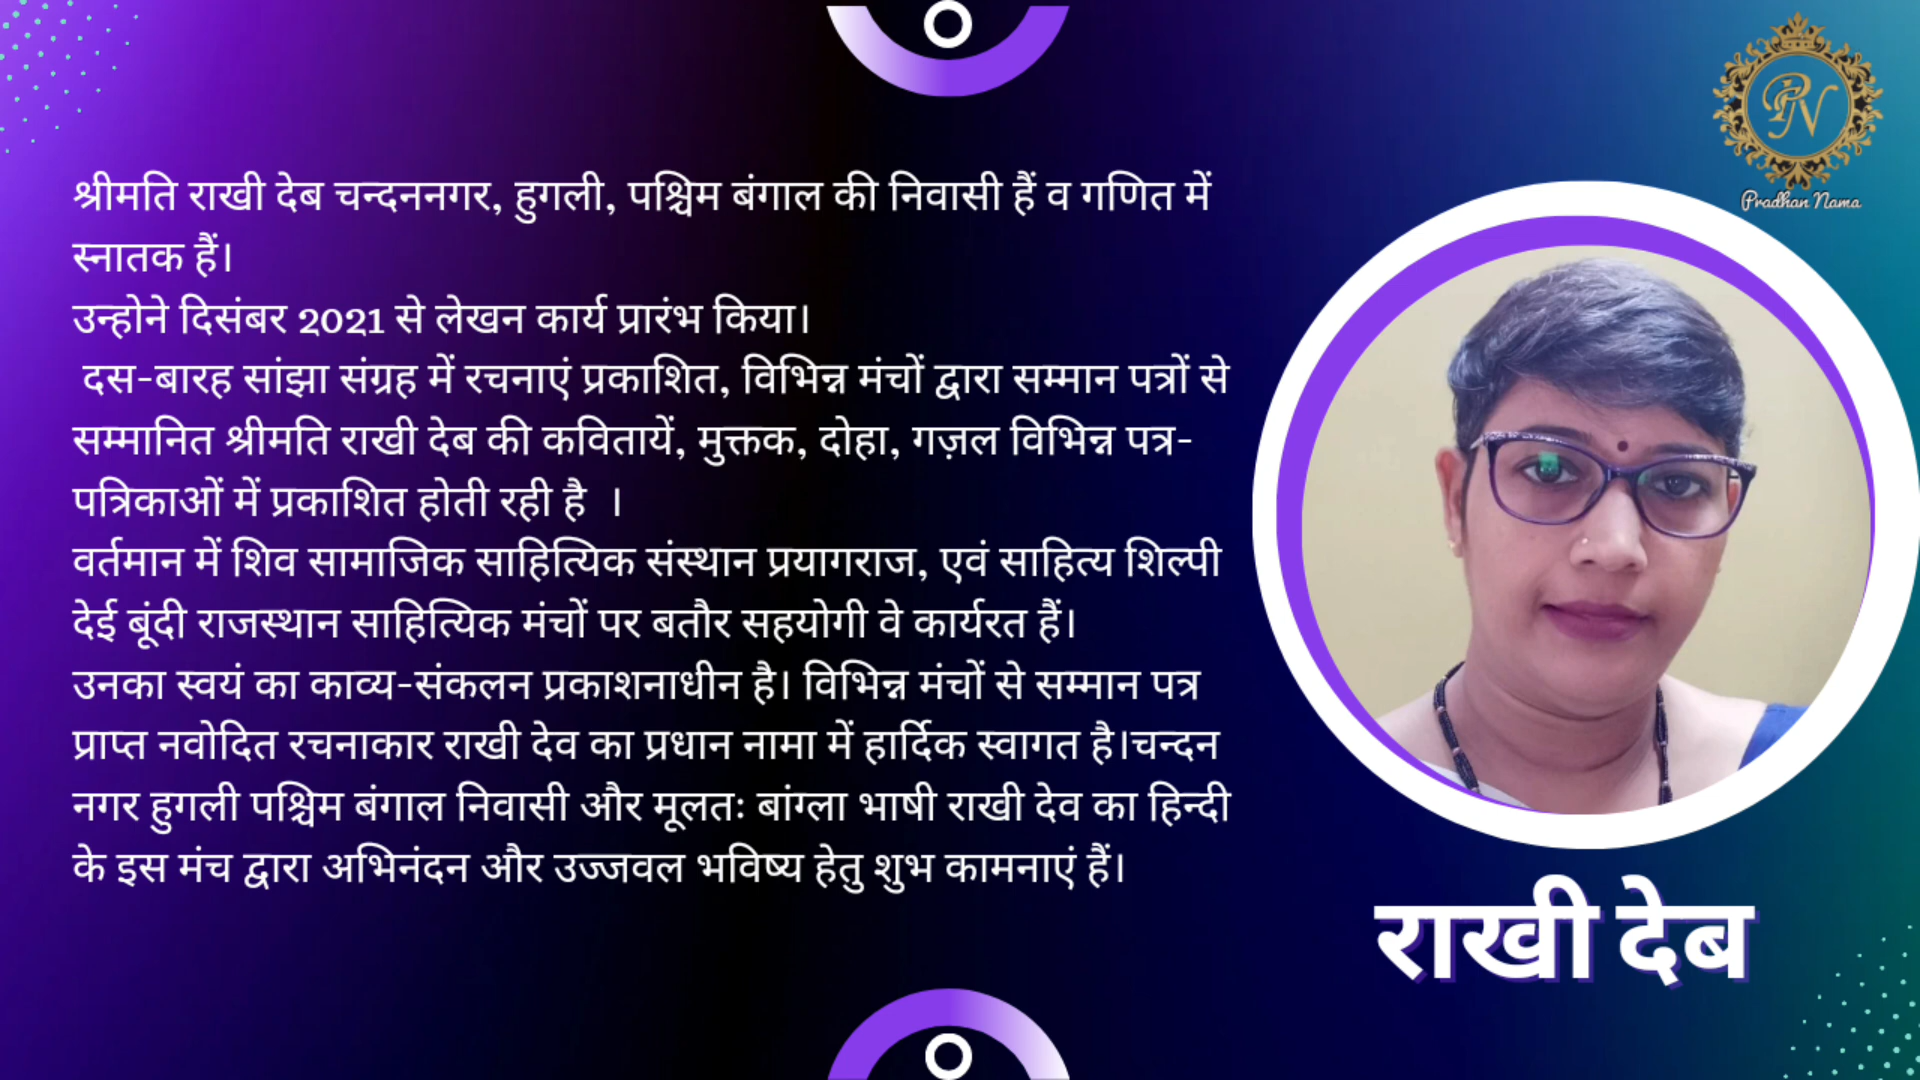 श्रीमति राखी देब चन्दननगर, हुगली, पश्चिम बंगाल की निवासी हैं व गणित में
स्नातक हैं।
उन्होने दिसंबर 2021 से लेखन कार्य प्रारंभ किया।
दस-बारह सांझा संग्रह में रचनाएं प्रकाशित, विभिन्न मंचों द्वारा सम्मान पत्रों से
सम्मानित श्रीमति राखी देब की कवितायें, मुक्तक, दोहा, गज़ल विभिन्न पत्र-
पत्रिकाओं में प्रकाशित होती रही है ।
वर्तमान में शिव सामाजिक साहित्यिक संस्थान प्रयागराज, एवं साहित्य शिल्पी
देई बूंदी राजस्थान साहित्यिक मंचों पर बतौर सहयोगी वे कार्यरत हैं।
उनका स्वयं का काव्य-संकलन प्रकाशनाधीन है। विभिन्न मंचों से सम्मान पत्र
प्राप्त नवोदित रचनाकार राखी देव का प्रधान नामा में हार्दिक स्वागत है।चन्दन
नगर हुगली पश्चिम बंगाल निवासी और मूलतः बांग्ला भाषी राखी देव का हिन्दी
के इस मंच द्वारा अभिनंदन और उज्जवल भविष्य हेतु शुभ कामनाएं हैं।
PN
Pradhan Nama
राखी देब